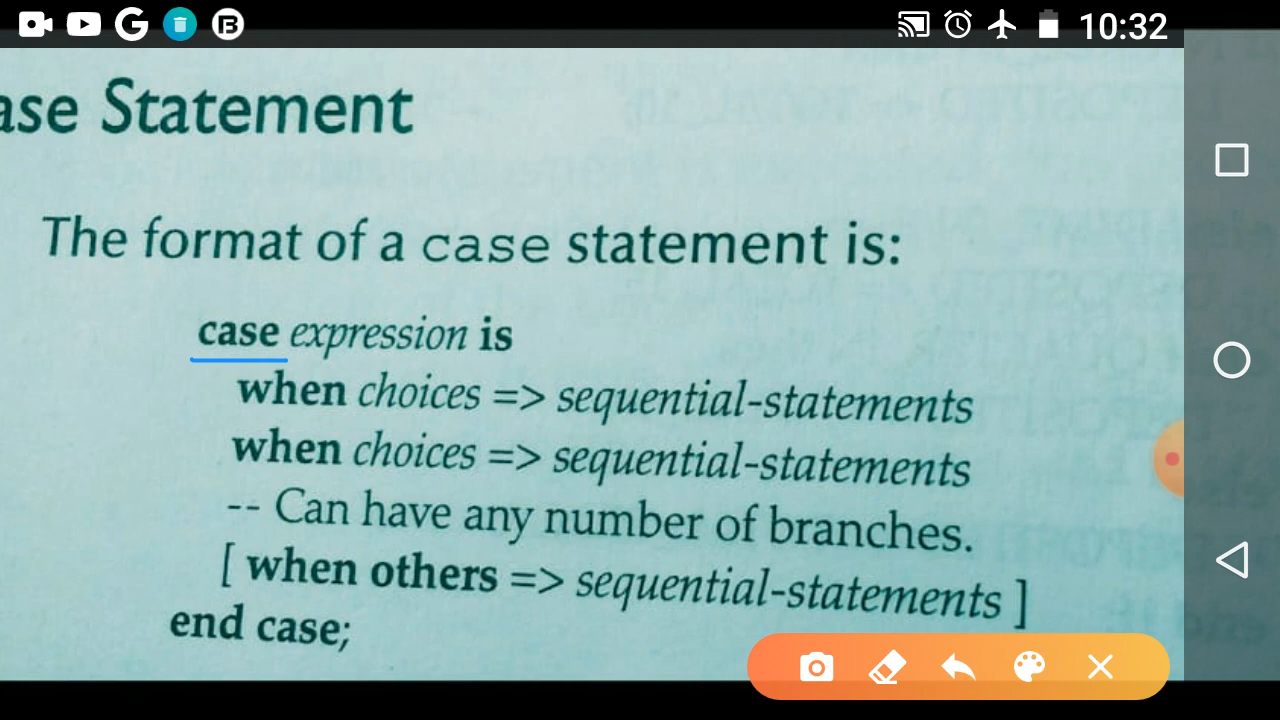 10:32
ase Statement
The format of a case statement is:
case expression is
when choices => sequential-statements
when choices => sequential-statements
-- Can have any number of branches.
[ when others => sequential-statements ]
end case;